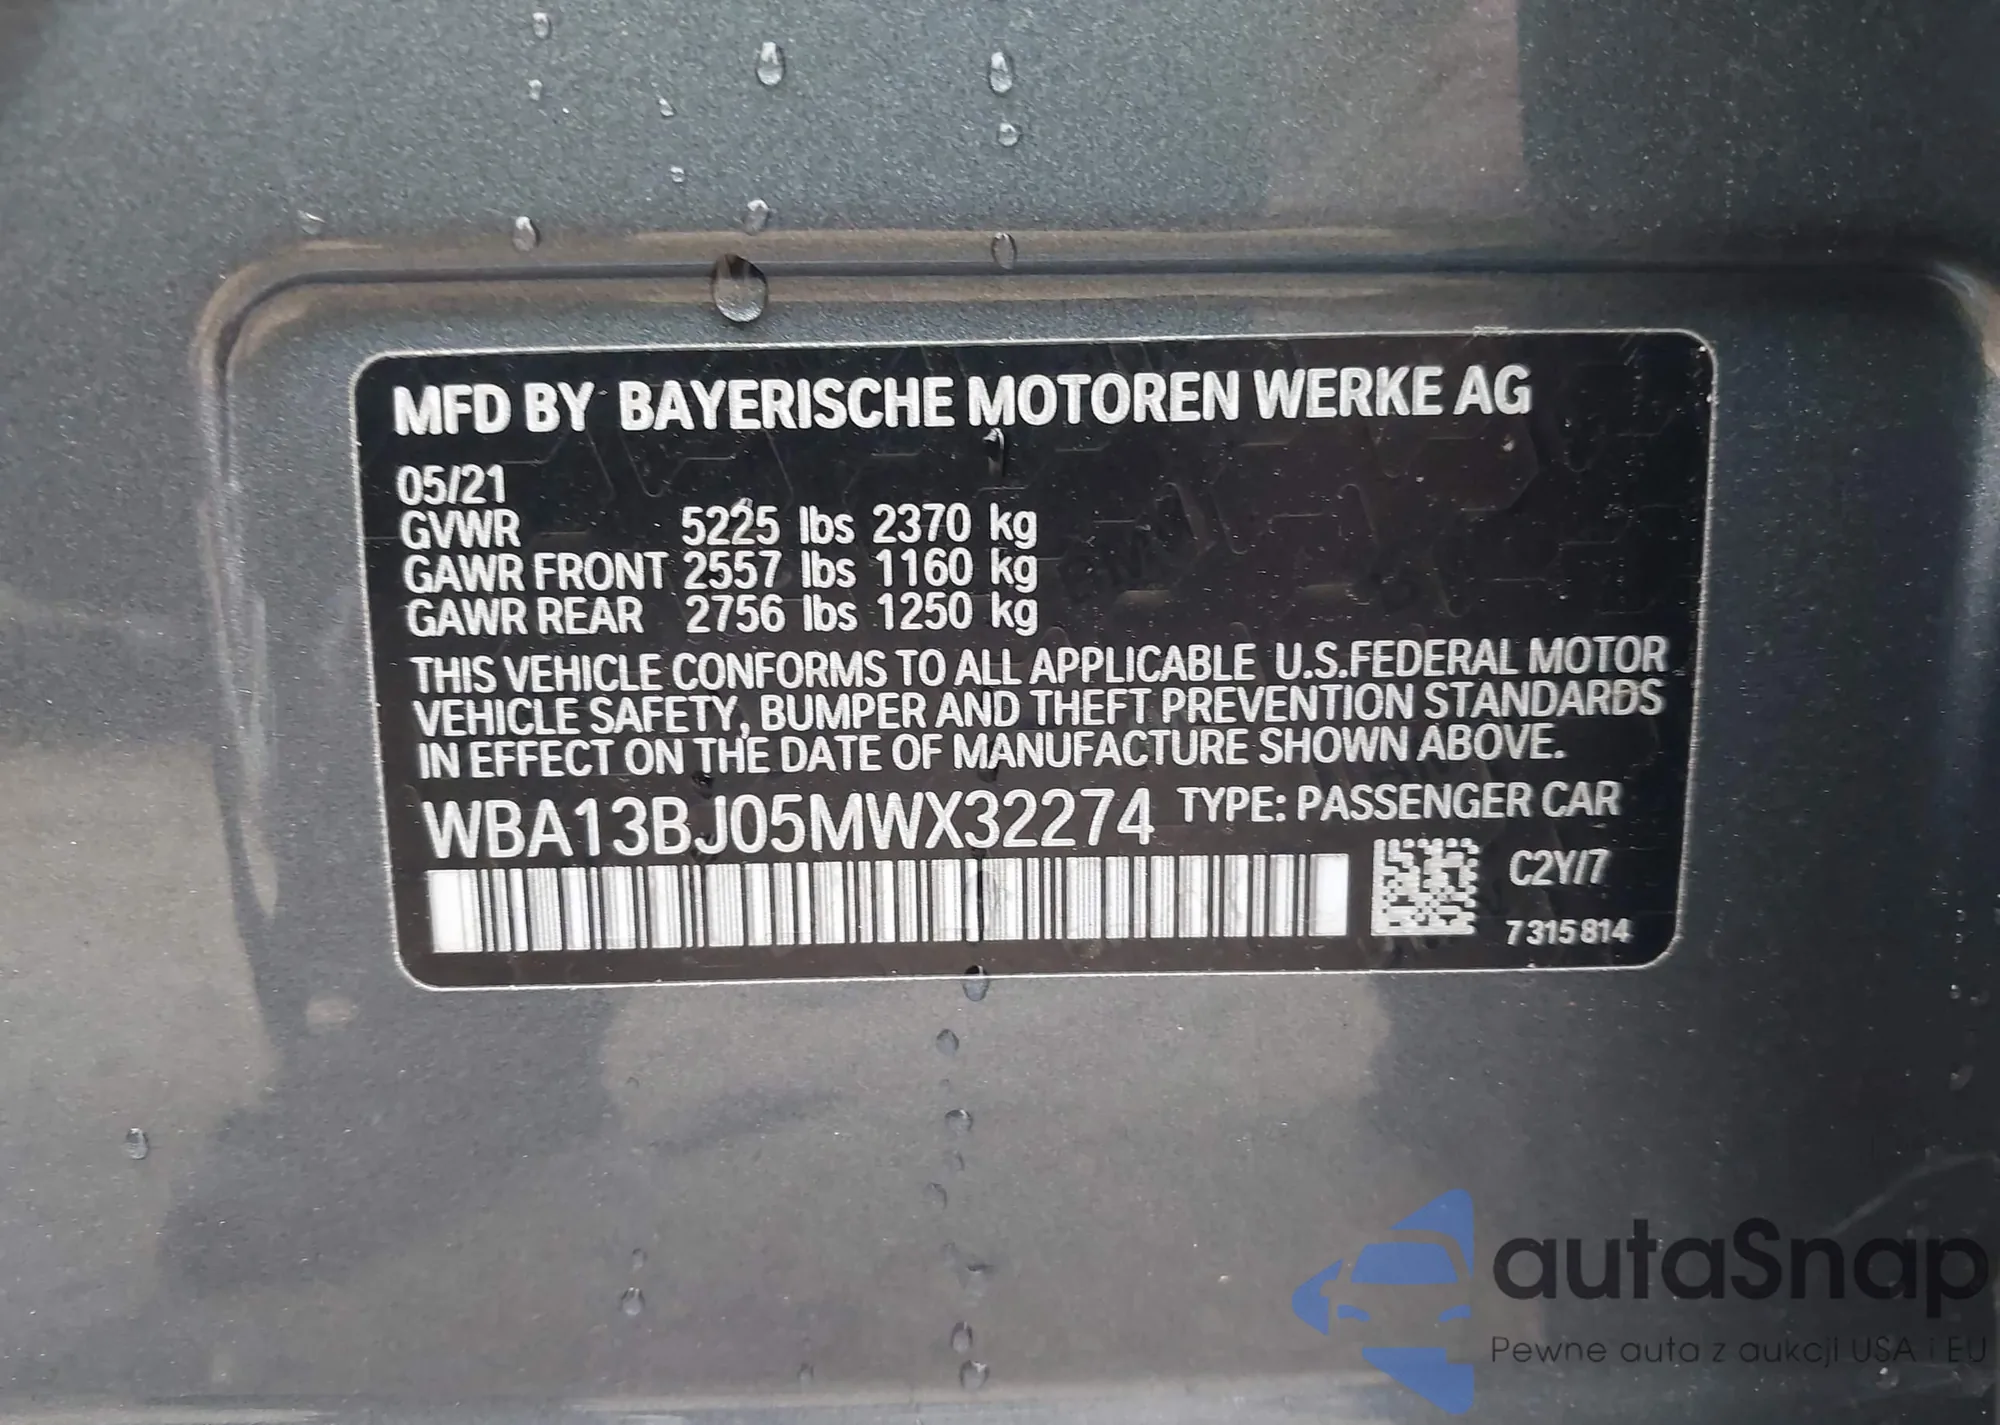 MFD BY BAYERISCHE MOTOREN WERKE AG
05/21
GVWR 5225 lbs 2370 kg
GAWR FRONT 2557 lbs 1160 kg
GAWR REAR 2756 lbs 1250 kg
THIS VEHICLE CONFORMS TO ALL APPLICABLE U.S.FEDERAL MOTOR
VEHICLE SAFETY, BUMPER AND THEFT PREVENTION STANDARDS
IN EFFECT ON THE DATE OF MANUFACTURE SHOWN ABOVE.
WBA13BJ05MWX32274 TYPE: PASSENGER CAR
C2Y/7
7315814
autaSnap
Pewne auta z aukcji USA i EU